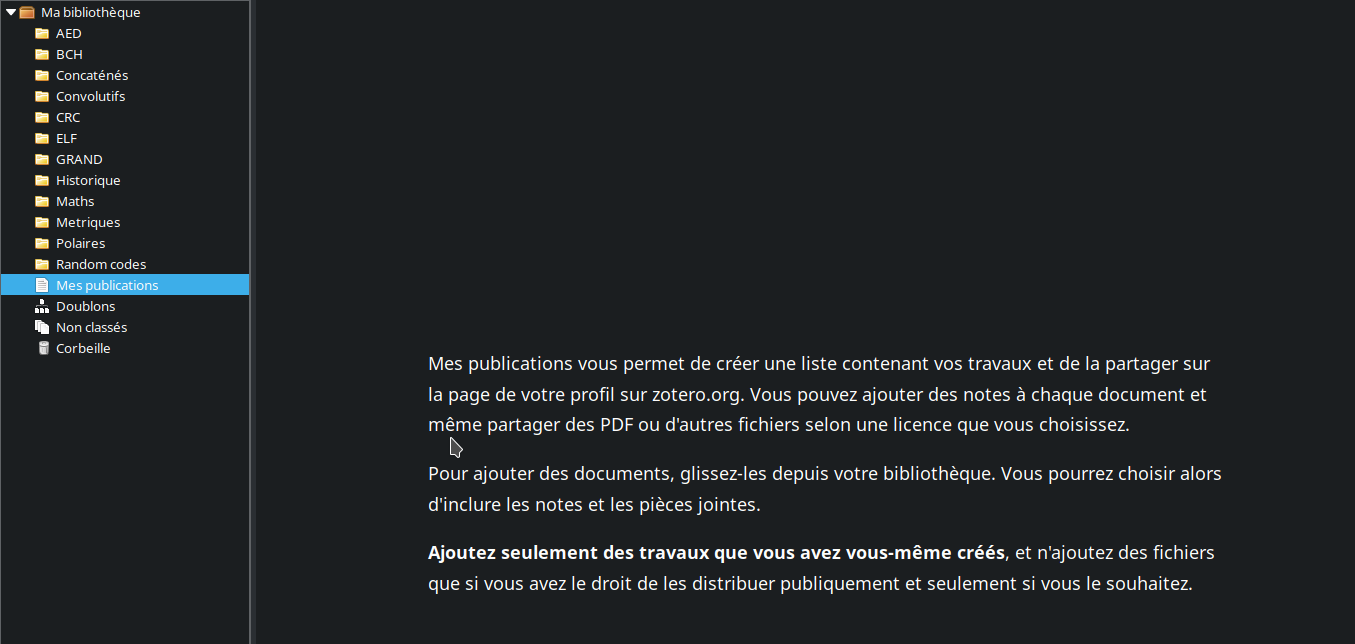 Ma bibliothèque
AED
BCH
Concaténés
Convolutifs
CRC
ELF
GRAND
Historique
Maths
Metriques
Polaires
Random codes
Mes publications
Doublons
Non classés
Corbeille
Mes publications vous permet de créer une liste contenant vos travaux et de la partager sur
la page de votre profil sur zotero.org. Vous pouvez ajouter des notes à chaque document et
même partager des PDF ou d'autres fichiers selon une licence que vous choisissez.
Pour ajouter des documents, glissez-les depuis votre bibliothèque. Vous pourrez choisir alors
d'inclure les notes et les pièces jointes.
Ajoutez seulement des travaux que vous avez vous-même créés, et n'ajoutez des fichiers
que si vous avez le droit de les distribuer publiquement et seulement si vous le souhaitez.